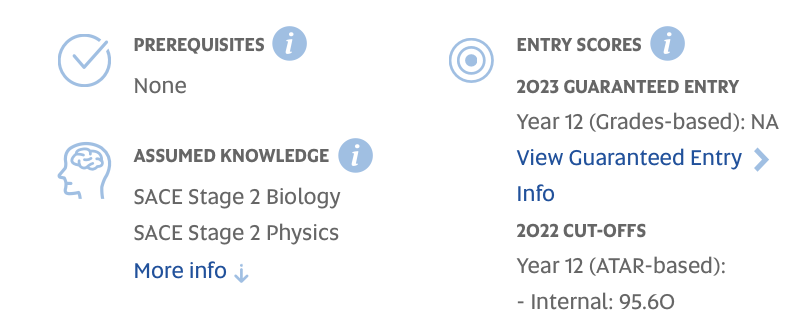 PREREQUISITES i
None
ASSUMED KNOWLEDGE i
SACE Stage 2 Biology
SACE Stage 2 Physics
More info
ENTRY SCORES i
2023 GUARANTEED ENTRY
Year 12 (Grades-based): NA
View Guaranteed Entry
Info
2022 CUT-OFFS
Year 12 (ATAR-based):
- Internal: 95.60